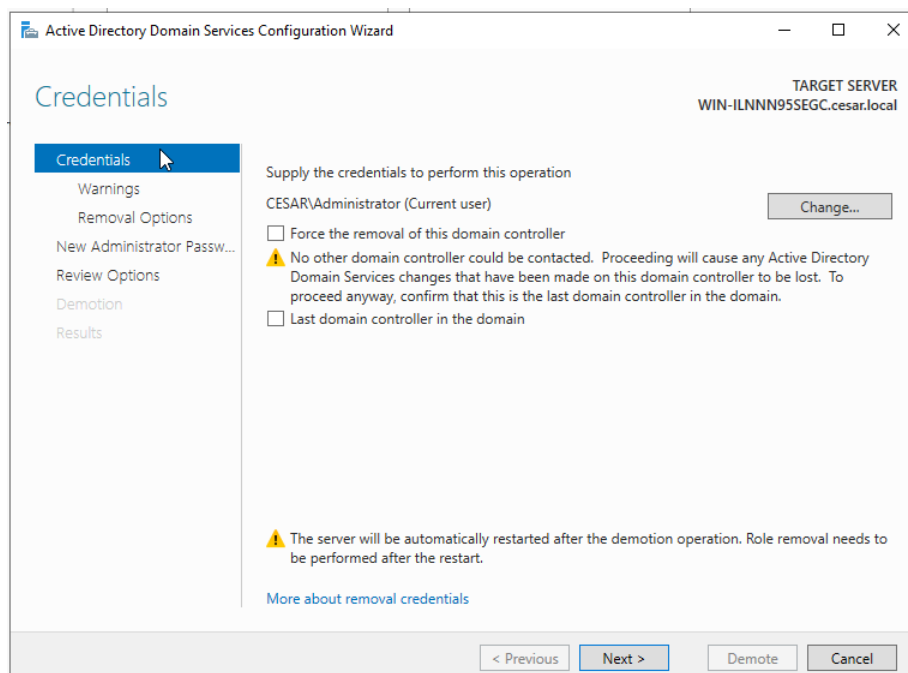 Active Directory Domain Services Configuration Wizard
Credentials
TARGET SERVER
WIN-ILNNN95SEGC.cesar.local
Credentials
Warnings
Removal Options
New Administrator Passw...
Review Options
Demotion
Results
Supply the credentials to perform this operation
CESAR\Administrator (Current user)
Change...
Force the removal of this domain controller
No other domain controller could be contacted. Proceeding will cause any Active Directory
Domain Services changes that have been made on this domain controller to be lost. To
proceed anyway, confirm that this is the last domain controller in the domain.
Last domain controller in the domain
The server will be automatically restarted after the demotion operation. Role removal needs to
be performed after the restart.
More about removal credentials
< Previous
Next >
Demote
Cancel